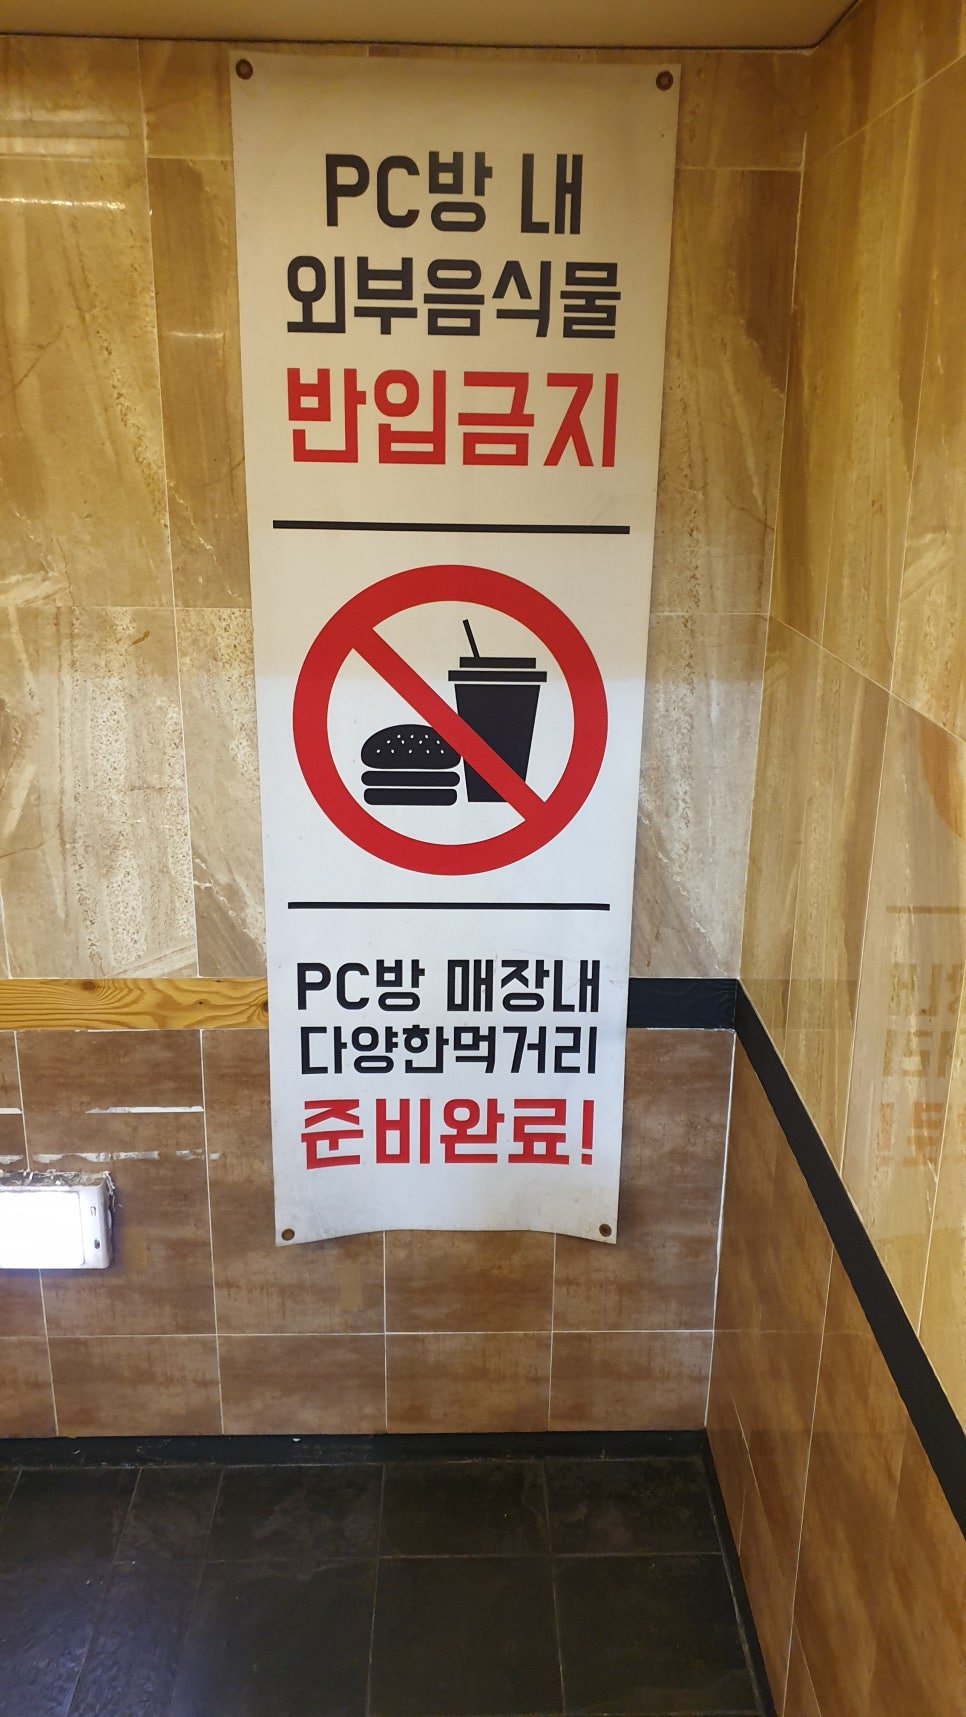 PC방 내
외부음식물
반입금지
PC방 매장내
다양한먹거리
준비완료!